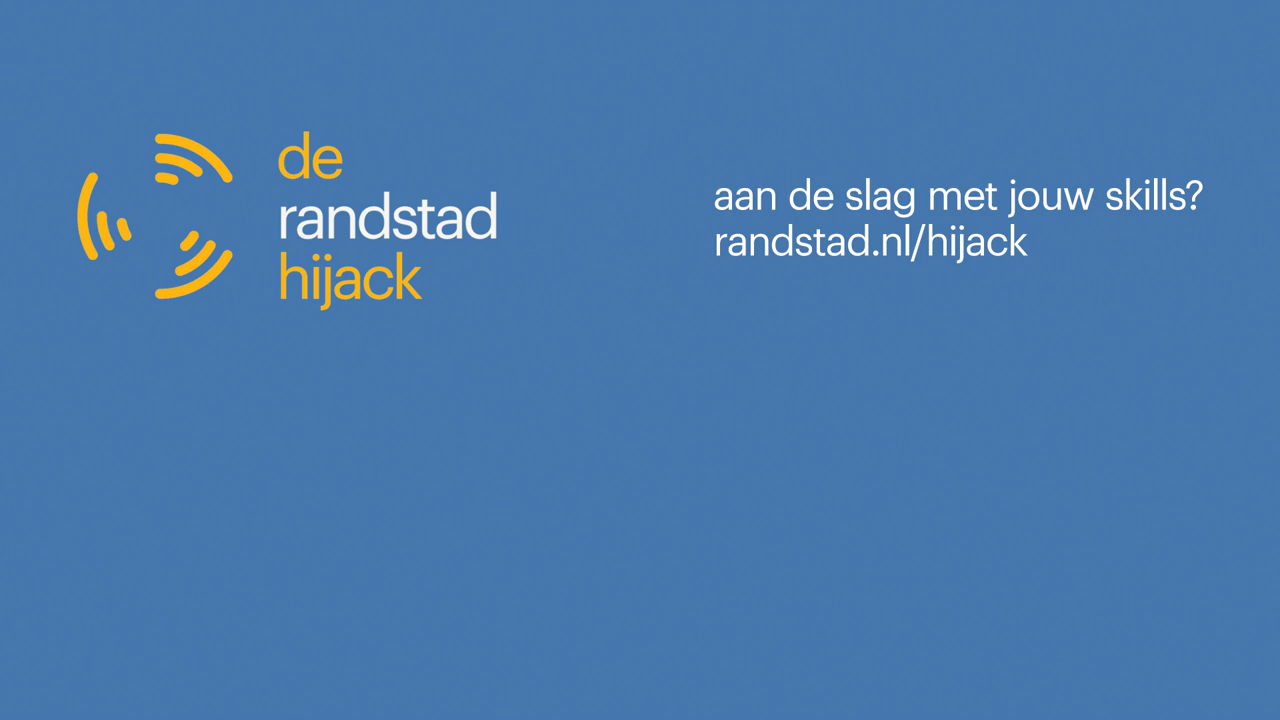 de
randstad
hijack
aan de slag met jouw skills?
randstad.nl/hijack